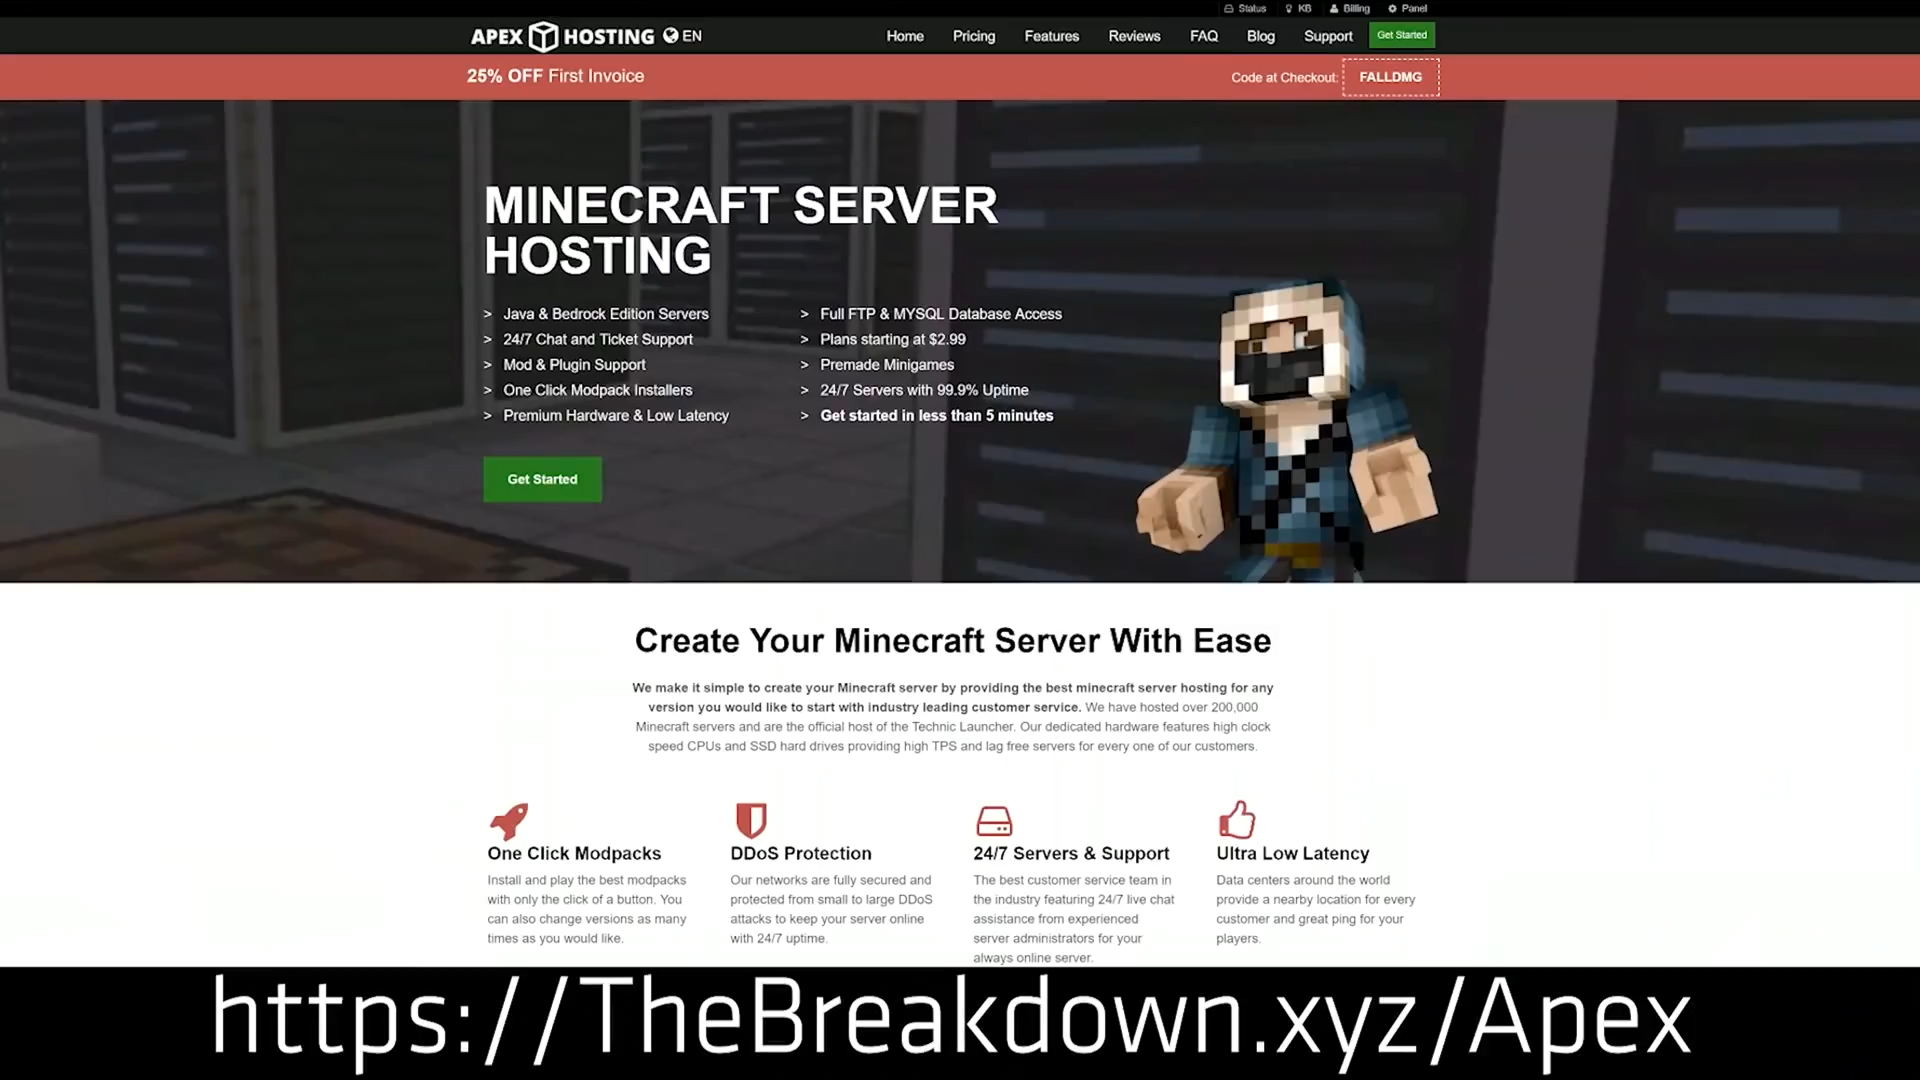 Status KB Billing Panel
APEX HOSTING EN Home Pricing Features Reviews FAQ Blog Support Get Started
25% OFF First Invoice Code at Checkout: FALLDMG
MINECRAFT SERVER
HOSTING
> Java & Bedrock Edition Servers
> 24/7 Chat and Ticket Support
> Mod & Plugin Support
> One Click Modpack Installers
> Premium Hardware & Low Latency
> Full FTP & MYSQL Database Access
> Plans starting at $2.99
> Premade Minigames
> 24/7 Servers with 99.9% Uptime
> Get started in less than 5 minutes
Get Started
Create Your Minecraft Server With Ease
We make it simple to create your Minecraft server by providing the best minecraft server hosting for any
version you would like to start with industry leading customer service. We have hosted over 200,000
Minecraft servers and are the official host of the Technic Launcher. Our dedicated hardware features high clock
speed CPUs and SSD hard drives providing high TPS and lag free servers for every one of our customers.
One Click Modpacks
Install and play the best modpacks
with only the click of a button. You
can also change versions as many
times as you would like.
DDoS Protection
Our networks are fully secured and
protected from small to large DDoS
attacks to keep your server online
with 24/7 uptime.
24/7 Servers & Support
The best customer service team in
the industry featuring 24/7 live chat
assistance from experienced
server administrators for your
always online server.
Ultra Low Latency
Data centers around the world
provide a nearby location for every
customer and great ping for your
players.
https://TheBreakdown.xyz/Apex